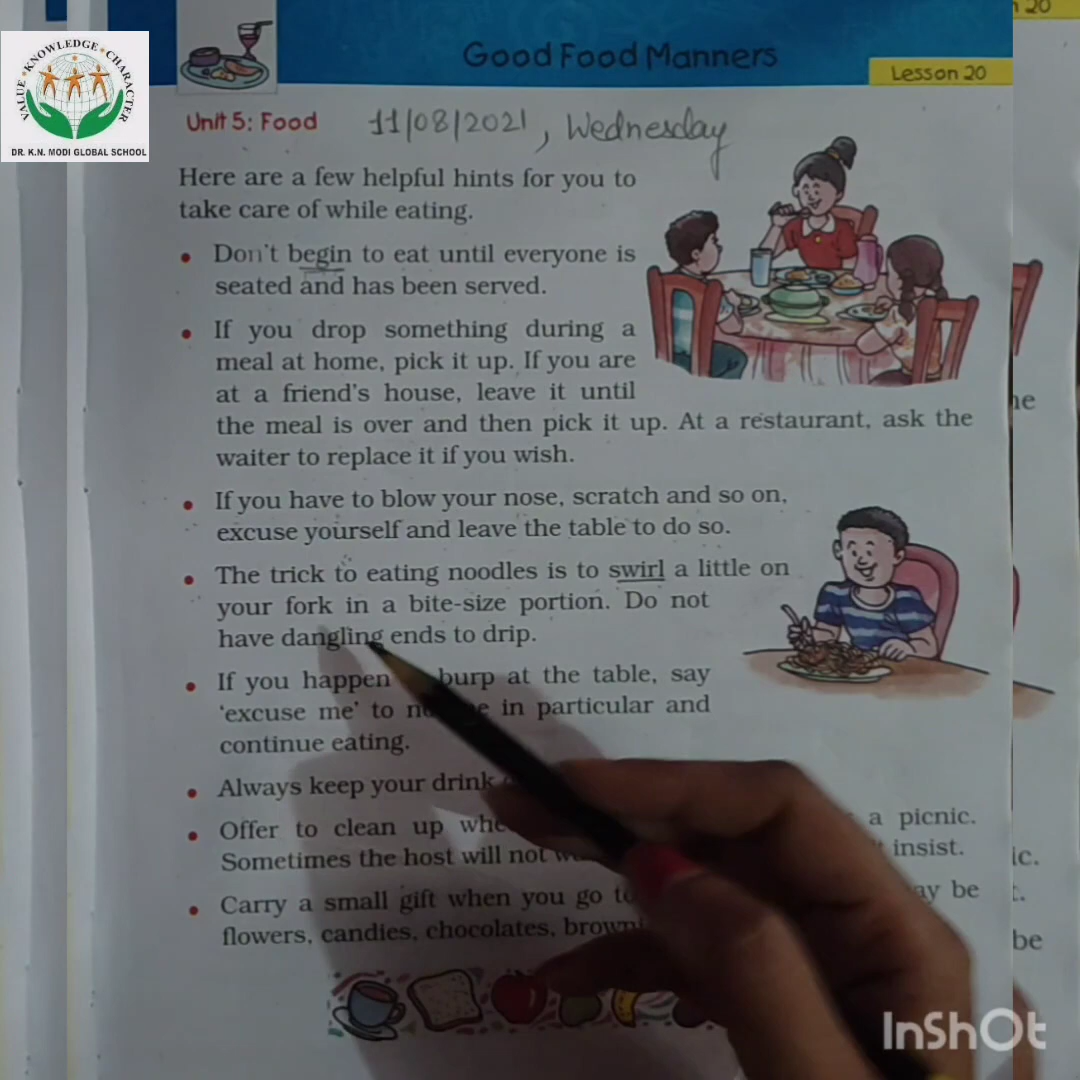 n 20
Good Food Manners
Lesson 20
VALUE • KNOWLEDGE • CHARACTER
DR. K.N. MODI GLOBAL SCHOOL
Unit 5: Food
11/08/2021, Wednesday
Here are a few helpful hints for you to
take care of while eating.
• Don't begin to eat until everyone is
seated and has been served.
• If you drop something during a
meal at home, pick it up. If you are
at a friend's house, leave it until
the meal is over and then pick it up. At a restaurant, ask the
waiter to replace it if you wish.
• If you have to blow your nose, scratch and so on,
excuse yourself and leave the table to do so.
• The trick to eating noodles is to swirl a little on
your fork in a bite-size portion. Do not
have dangling ends to drip.
• If you happen burp at the table, say
'excuse me' to in particular and
continue eating.
• Always keep your drink
• Offer to clean up a picnic.
Sometimes the host will not insist.
• Carry a small gift when you go be
flowers, candies, chocolates,
he
ic.
t.
be
InShOt